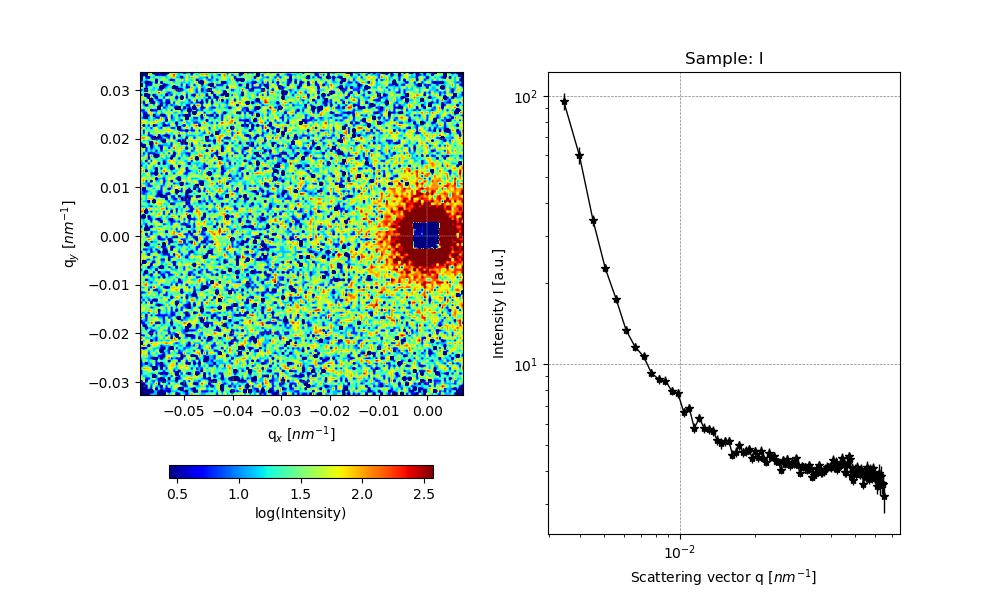 Sample: I
0.03
0.02
0.01
0.00
−0.01
−0.02
−0.03
q_y [nm^{−1}]
−0.05 −0.04 −0.03 −0.02 −0.01 0.00
q_x [nm^{−1}]
0.5 1.0 1.5 2.0 2.5
log(Intensity)
10^2
10^1
Intensity I [a.u.]
10^{−2}
Scattering vector q [nm^{−1}]